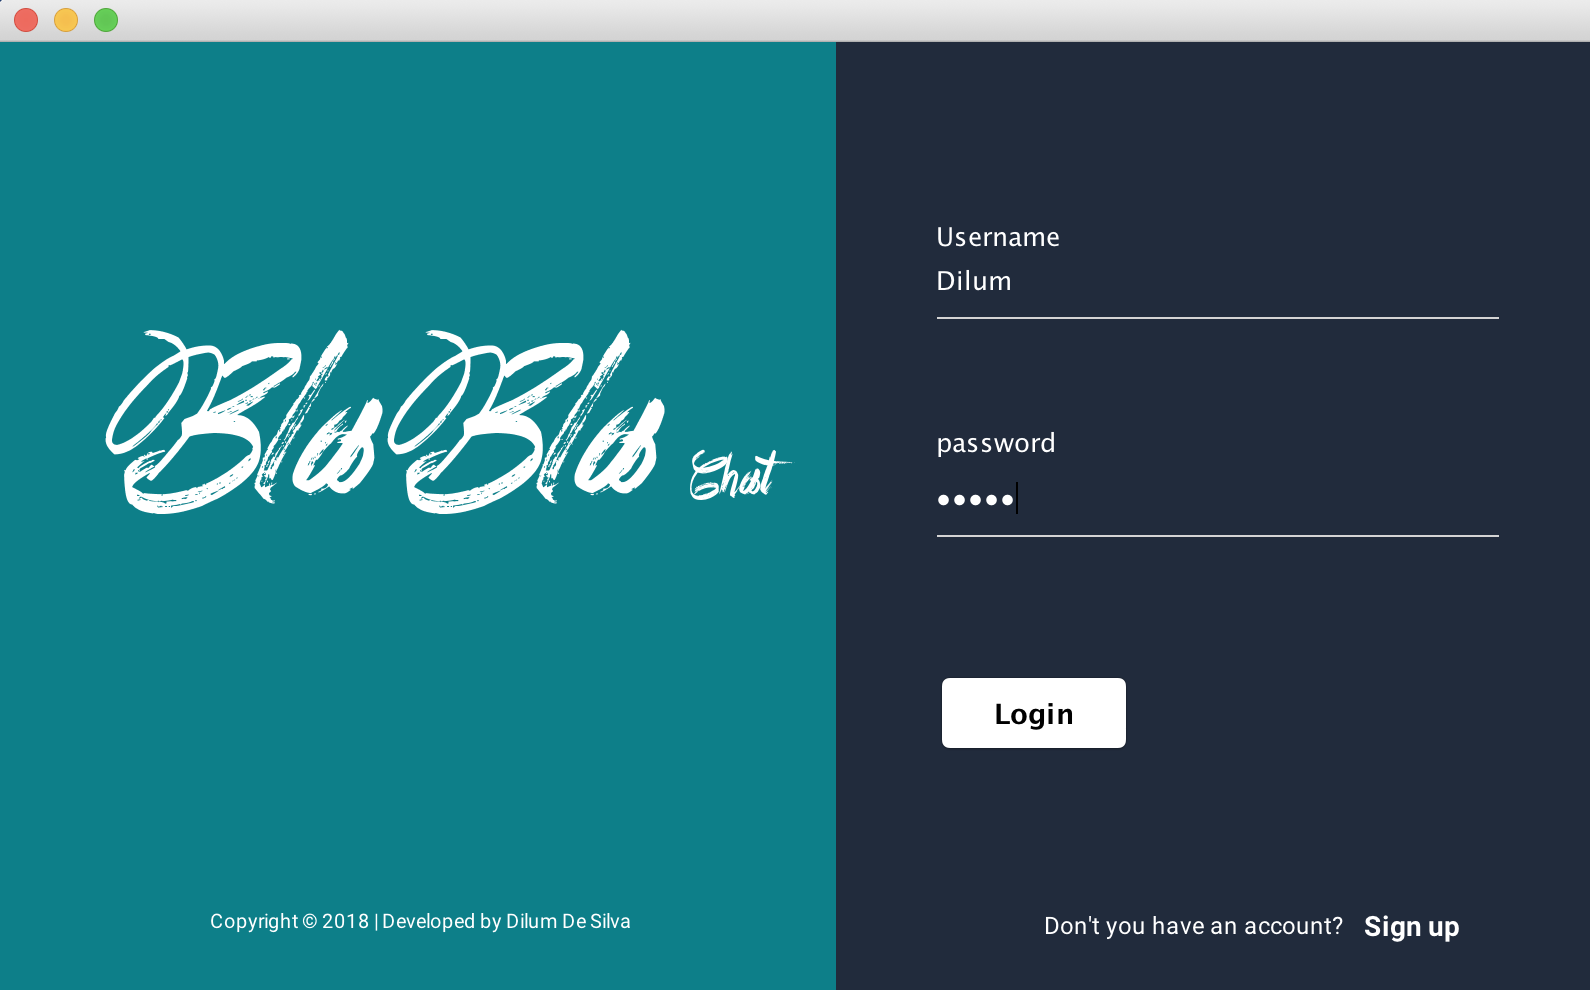 BlaBla Chat
Copyright © 2018 | Developed by Dilum De Silva
Username
Dilum
password
•••••
Login
Don't you have an account? Sign up